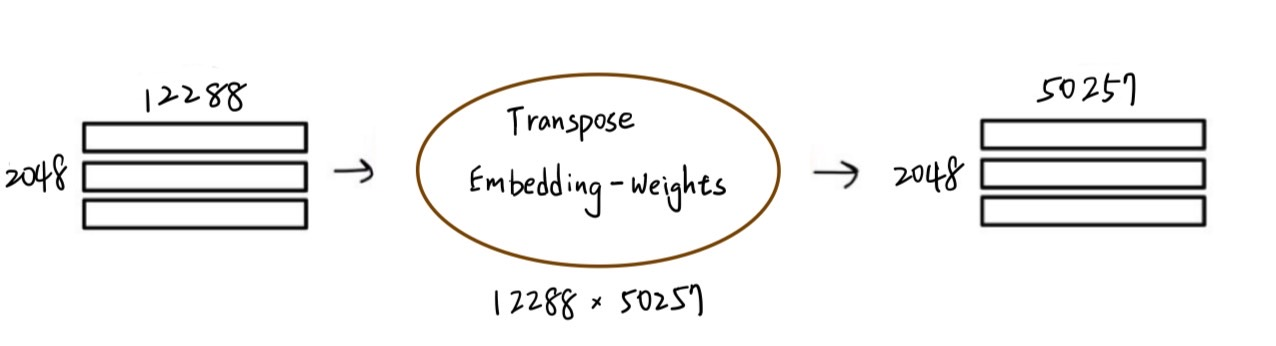 12288
2048
Transpose
Embedding-Weights
12288 × 50257
50257
2048